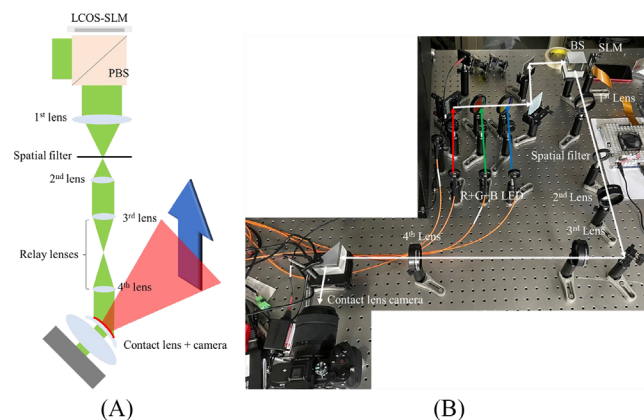 LCOS-SLM
PBS
1st lens
Spatial filter
2nd lens
3rd lens
Relay lenses
4th lens
Contact lens + camera
(A)
BS
SLM
1st Lens
Spatial filter
R+G+B LED
2nd Lens
3rd Lens
4th Lens
Contact lens camera
(B)